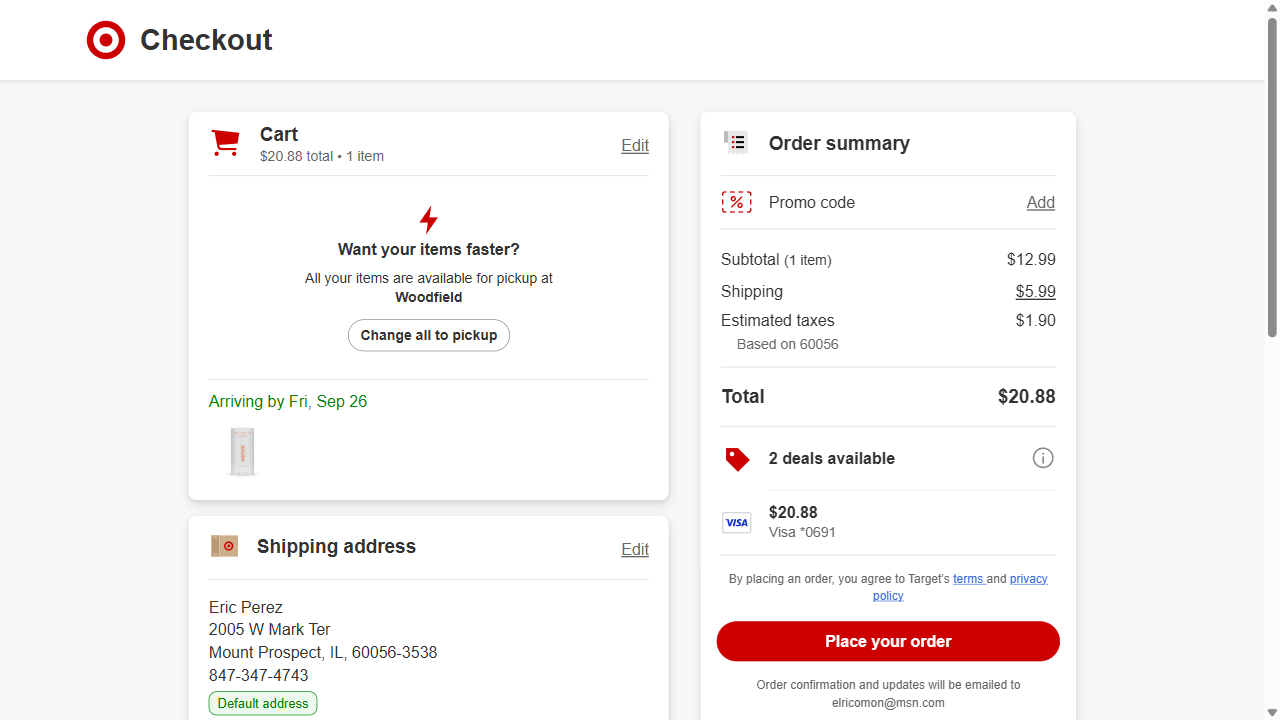 Checkout
Cart
$20.88 total • 1 item
Edit
Want your items faster?
All your items are available for pickup at
Woodfield
Change all to pickup
Arriving by Fri, Sep 26
NATIVE
Shipping address
Edit
Eric Perez
2005 W Mark Ter
Mount Prospect, IL, 60056-3538
847-347-4743
Default address
Order summary
Promo code
Add
Subtotal (1 item)
$12.99
Shipping
$5.99
Estimated taxes
$1.90
Based on 60056
Total
$20.88
2 deals available
VISA
$20.88
Visa *0691
By placing an order, you agree to Target's terms and privacy
policy
Place your order
Order confirmation and updates will be emailed to
elricomon@msn.com